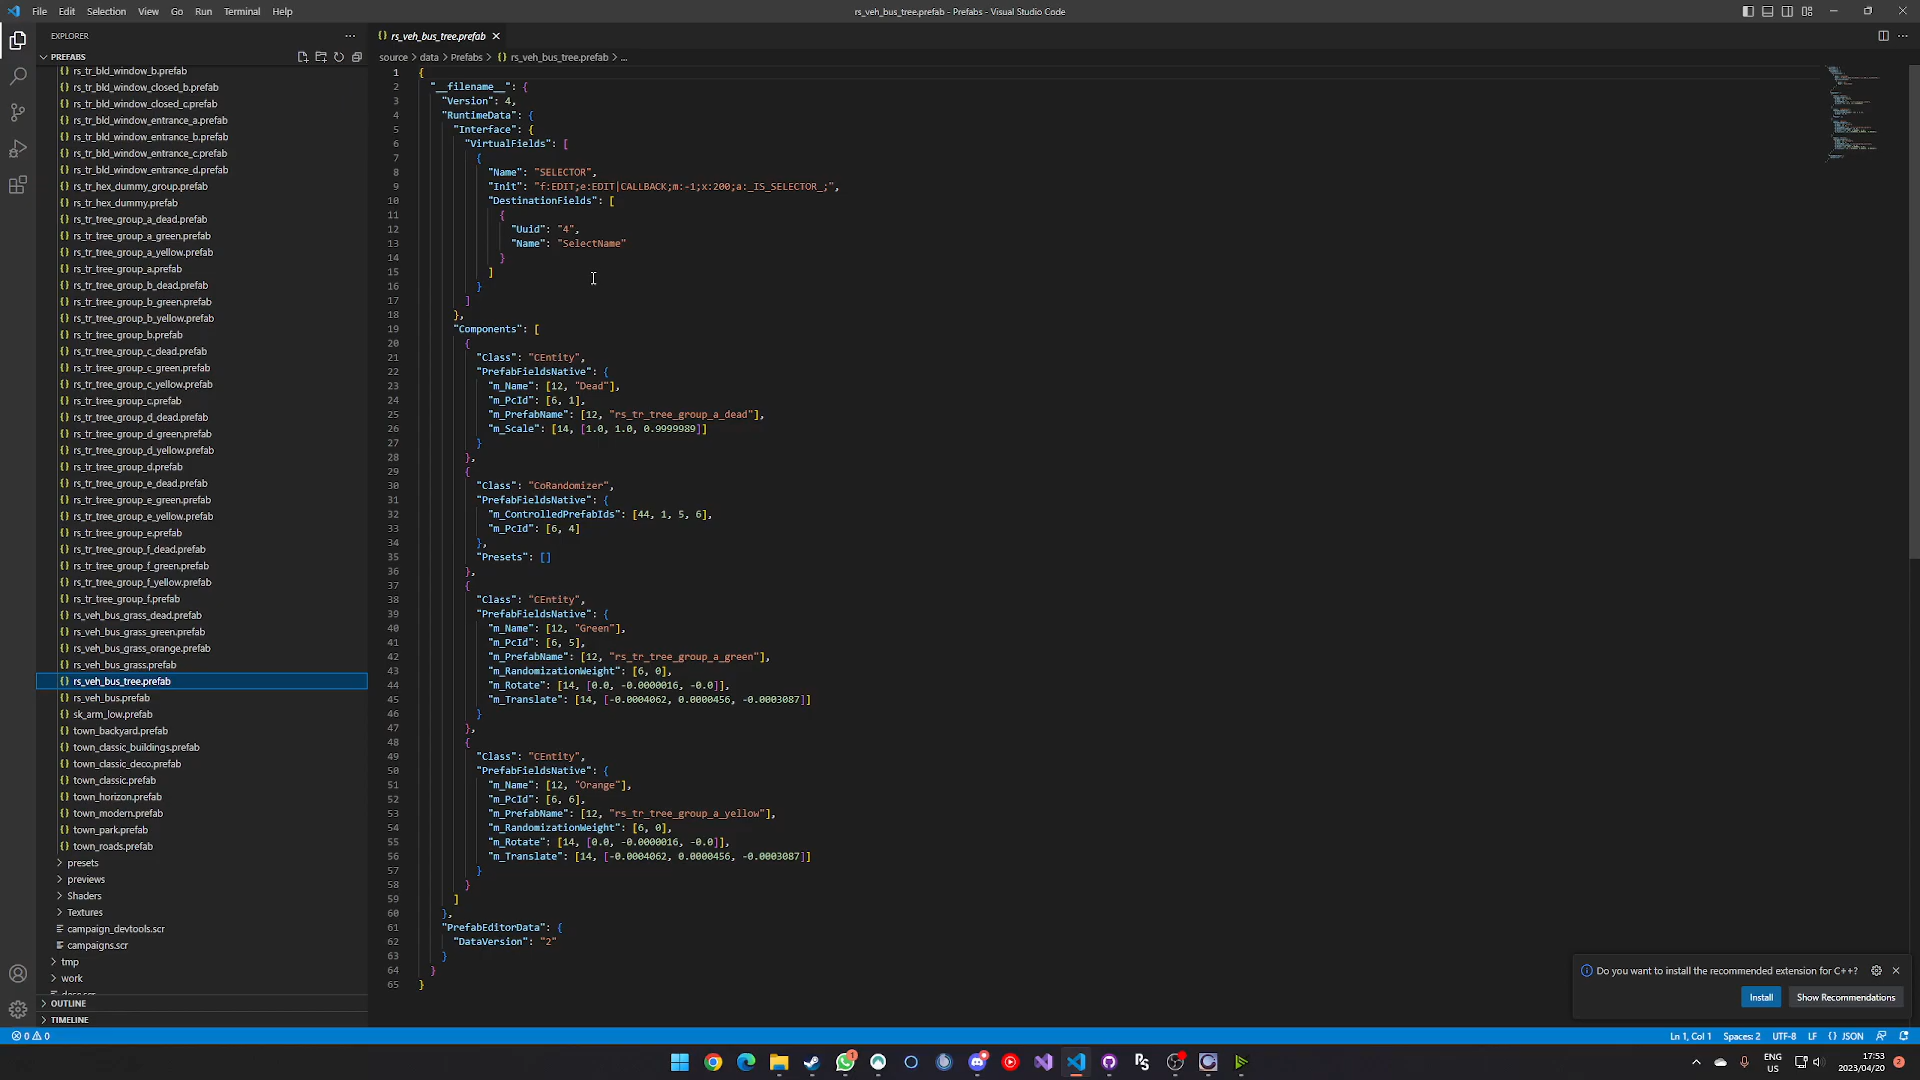 File Edit Selection View Go Run Terminal Help
rs_veh_bus_tree.prefab - Prefabs - Visual Studio Code
EXPLORER
PREFABS
rs_tr_bld_window_b.prefab
rs_tr_bld_window_closed_b.prefab
rs_tr_bld_window_closed_c.prefab
rs_tr_bld_window_entrance_a.prefab
rs_tr_bld_window_entrance_b.prefab
rs_tr_bld_window_entrance_c.prefab
rs_tr_bld_window_entrance_d.prefab
rs_tr_hex_dummy_group.prefab
rs_tr_hex_dummy.prefab
rs_tr_tree_group_a_dead.prefab
rs_tr_tree_group_a_green.prefab
rs_tr_tree_group_a_yellow.prefab
rs_tr_tree_group_a.prefab
rs_tr_tree_group_b_dead.prefab
rs_tr_tree_group_b_green.prefab
rs_tr_tree_group_b_yellow.prefab
rs_tr_tree_group_b.prefab
rs_tr_tree_group_c_dead.prefab
rs_tr_tree_group_c_green.prefab
rs_tr_tree_group_c_yellow.prefab
rs_tr_tree_group_c.prefab
rs_tr_tree_group_d_dead.prefab
rs_tr_tree_group_d_green.prefab
rs_tr_tree_group_d_yellow.prefab
rs_tr_tree_group_d.prefab
rs_tr_tree_group_e_dead.prefab
rs_tr_tree_group_e_green.prefab
rs_tr_tree_group_e_yellow.prefab
rs_tr_tree_group_e.prefab
rs_tr_tree_group_f_dead.prefab
rs_tr_tree_group_f_green.prefab
rs_tr_tree_group_f_yellow.prefab
rs_tr_tree_group_f.prefab
rs_veh_bus_grass_dead.prefab
rs_veh_bus_grass_green.prefab
rs_veh_bus_grass_orange.prefab
rs_veh_bus_grass.prefab
rs_veh_bus_tree.prefab
rs_veh_bus.prefab
sk_arm_low.prefab
town_backyard.prefab
town_classic_buildings.prefab
town_classic_deco.prefab
town_classic.prefab
town_horizon.prefab
town_modern.prefab
town_park.prefab
town_roads.prefab
presets
previews
Shaders
Textures
campaign_devtools.scr
campaigns.scr
tmp
work
OUTLINE
TIMELINE
rs_veh_bus_tree.prefab
source > data > Prefabs > {} rs_veh_bus_tree.prefab > ...
1 {
2 "__filename__": {
3 "Version": 4,
4 "RuntimeData": {
5 "Interface": {
6 "VirtualFields": [
7 {
8 "Name": "SELECTOR",
9 "Init": "f:EDIT;e:EDIT|CALLBACK;m:-1;x:200;a:_IS_SELECTOR_;",
10 "DestinationFields": [
11 {
12 "Uuid": "4",
13 "Name": "SelectName"
14 }
15 ]
16 }
17 ]
18 },
19 "Components": [
20 {
21 "Class": "CEntity",
22 "PrefabFieldsNative": {
23 "m_Name": [12, "Dead"],
24 "m_PcId": [6, 1],
25 "m_PrefabName": [12, "rs_tr_tree_group_a_dead"],
26 "m_Scale": [14, [1.0, 1.0, 0.9999989]]
27 }
28 },
29 {
30 "Class": "CoRandomizer",
31 "PrefabFieldsNative": {
32 "m_ControlledPrefabIds": [44, 1, 5, 6],
33 "m_PcId": [6, 4]
34 },
35 "Presets": []
36 },
37 {
38 "Class": "CEntity",
39 "PrefabFieldsNative": {
40 "m_Name": [12, "Green"],
41 "m_PcId": [6, 5],
42 "m_PrefabName": [12, "rs_tr_tree_group_a_green"],
43 "m_RandomizationWeight": [6, 0],
44 "m_Rotate": [14, [0.0, -0.0000016, -0.0]],
45 "m_Translate": [14, [-0.0004062, 0.0000456, -0.0003087]]
46 }
47 },
48 {
49 "Class": "CEntity",
50 "PrefabFieldsNative": {
51 "m_Name": [12, "Orange"],
52 "m_PcId": [6, 6],
53 "m_PrefabName": [12, "rs_tr_tree_group_a_yellow"],
54 "m_RandomizationWeight": [6, 0],
55 "m_Rotate": [14, [0.0, -0.0000016, -0.0]],
56 "m_Translate": [14, [-0.0004062, 0.0000456, -0.0003087]]
57 }
58 }
59 ]
60 },
61 "PrefabEditorData": {
62 "DataVersion": "2"
63 }
64 }
65 }
Do you want to install the recommended extension for C++?
Install Show Recommendations
0 0
Ln 1, Col 1 Spaces: 2 UTF-8 LF {} JSON
ENG
US
17:53
2023/04/20
2